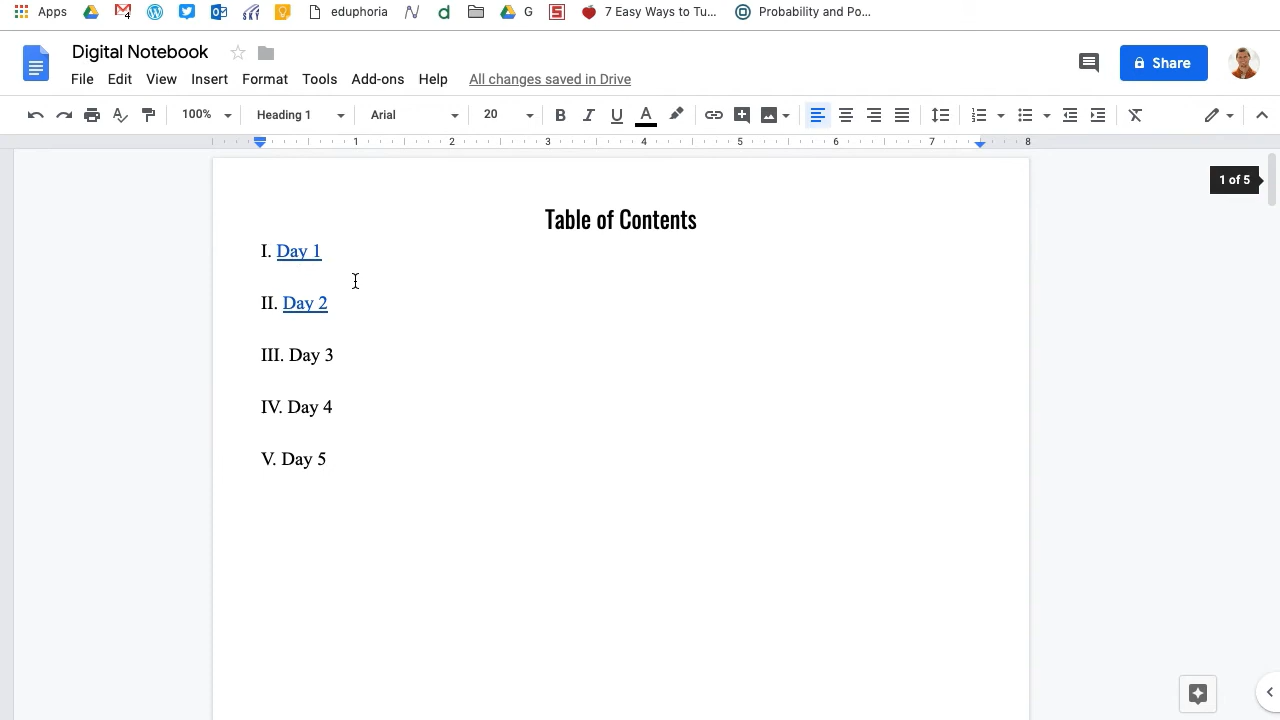 Apps eduphoria G 7 Easy Ways to Tu... Probability and Po...
Digital Notebook
Share
File Edit View Insert Format Tools Add-ons Help All changes saved in Drive
100% Heading 1 Arial 20 B I U A
1 2 3 4 5 6 7 8
1 of 5
Table of Contents
I. Day 1
II. Day 2
III. Day 3
IV. Day 4
V. Day 5